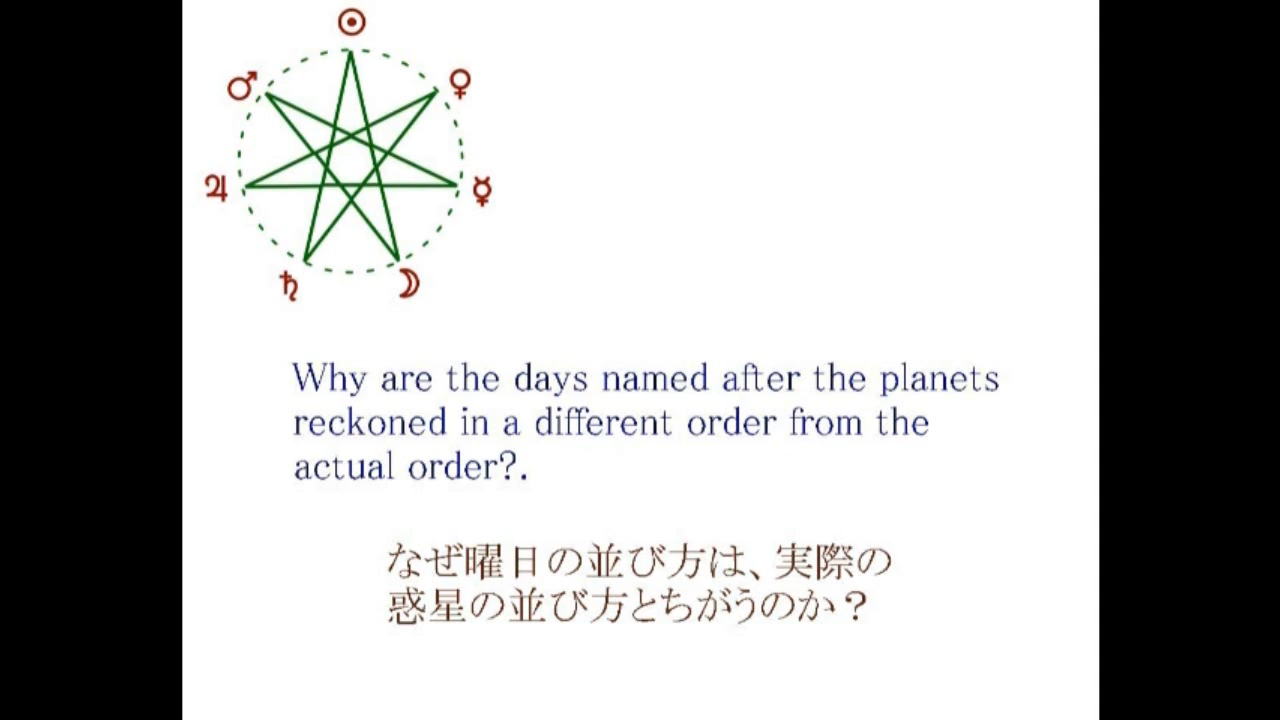 ☉
♂ ♀
♃ ☿
♄ ☽
Why are the days named after the planets
reckoned in a different order from the
actual order?.
なぜ曜日の並び方は、実際の
惑星の並び方とちがうのか？